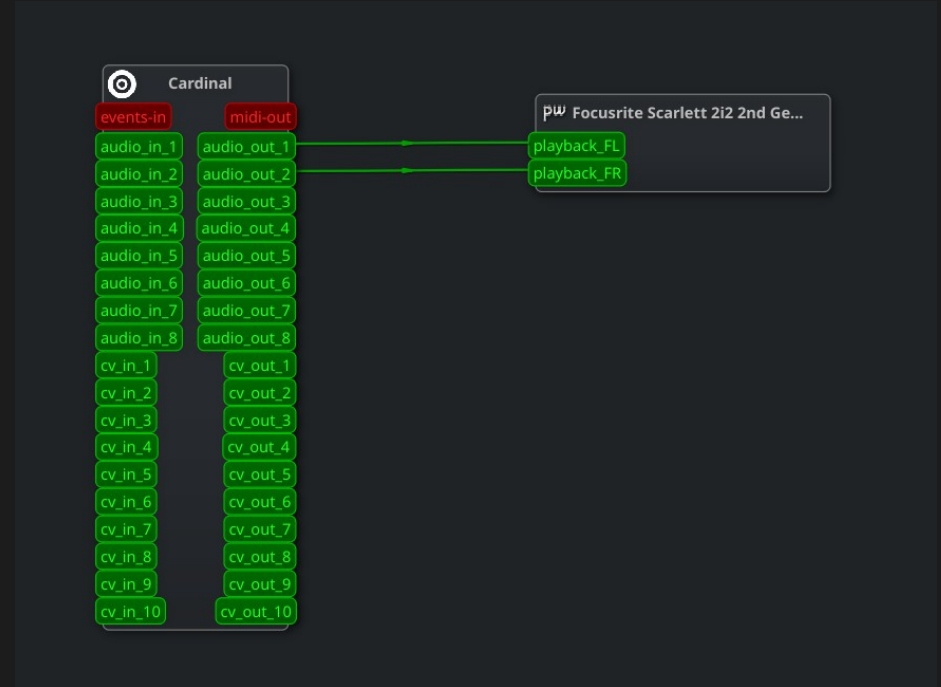 Cardinal
events-in midi-out
audio_in_1 audio_out_1
audio_in_2 audio_out_2
audio_in_3 audio_out_3
audio_in_4 audio_out_4
audio_in_5 audio_out_5
audio_in_6 audio_out_6
audio_in_7 audio_out_7
audio_in_8 audio_out_8
cv_in_1 cv_out_1
cv_in_2 cv_out_2
cv_in_3 cv_out_3
cv_in_4 cv_out_4
cv_in_5 cv_out_5
cv_in_6 cv_out_6
cv_in_7 cv_out_7
cv_in_8 cv_out_8
cv_in_9 cv_out_9
cv_in_10 cv_out_10
pw Focusrite Scarlett 2i2 2nd Ge...
playback_FL
playback_FR